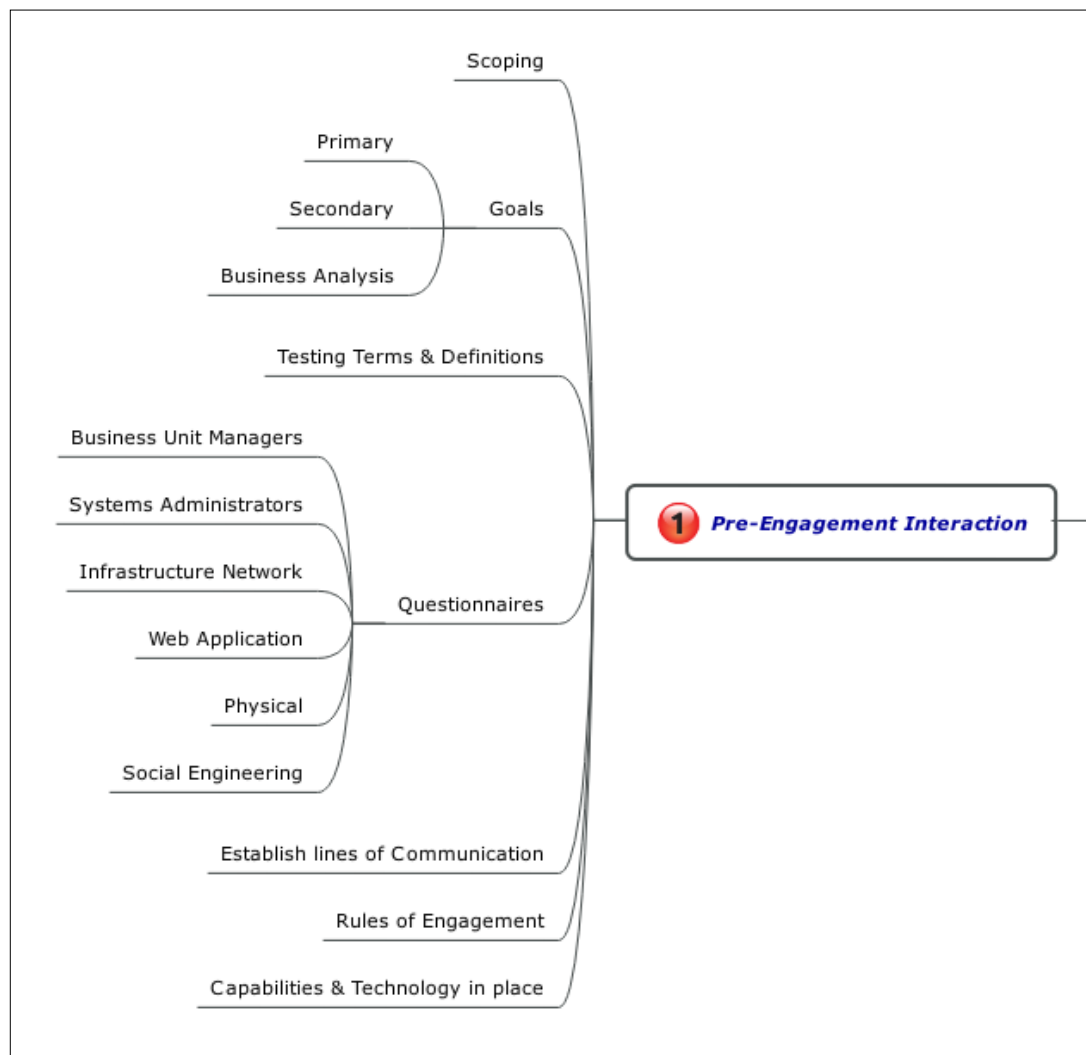 Scoping
Primary
Secondary
Goals
Business Analysis
Testing Terms & Definitions
Business Unit Managers
Systems Administrators
1 Pre-Engagement Interaction
Infrastructure Network
Questionnaires
Web Application
Physical
Social Engineering
Establish lines of Communication
Rules of Engagement
Capabilities & Technology in place